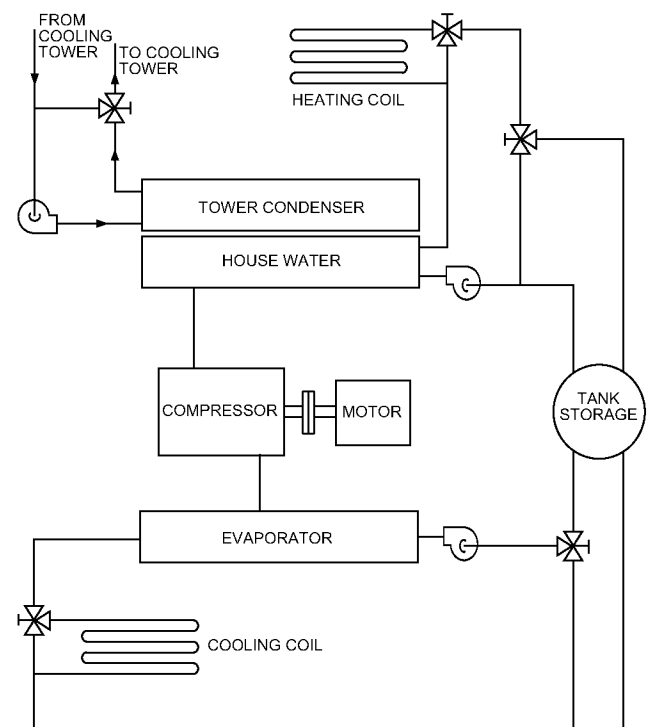 FROM
COOLING
TOWER
TO COOLING
TOWER
HEATING COIL
TOWER CONDENSER
HOUSE WATER
COMPRESSOR
MOTOR
TANK
STORAGE
EVAPORATOR
COOLING COIL